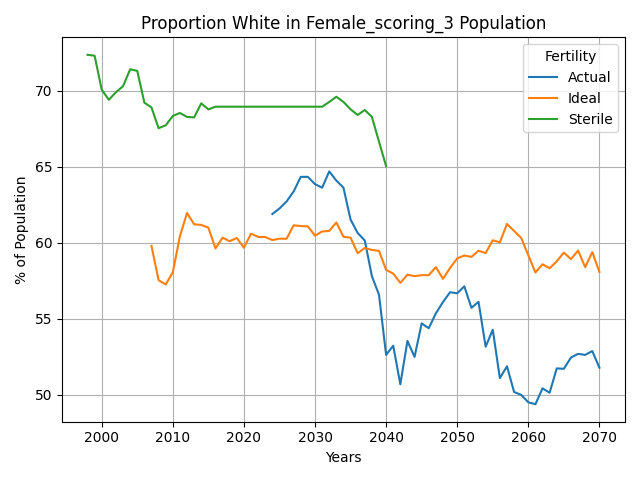 Proportion White in Female_scoring_3 Population
Fertility
Actual
Ideal
Sterile
% of Population
70
65
60
55
50
2000 2010 2020 2030 2040 2050 2060 2070
Years